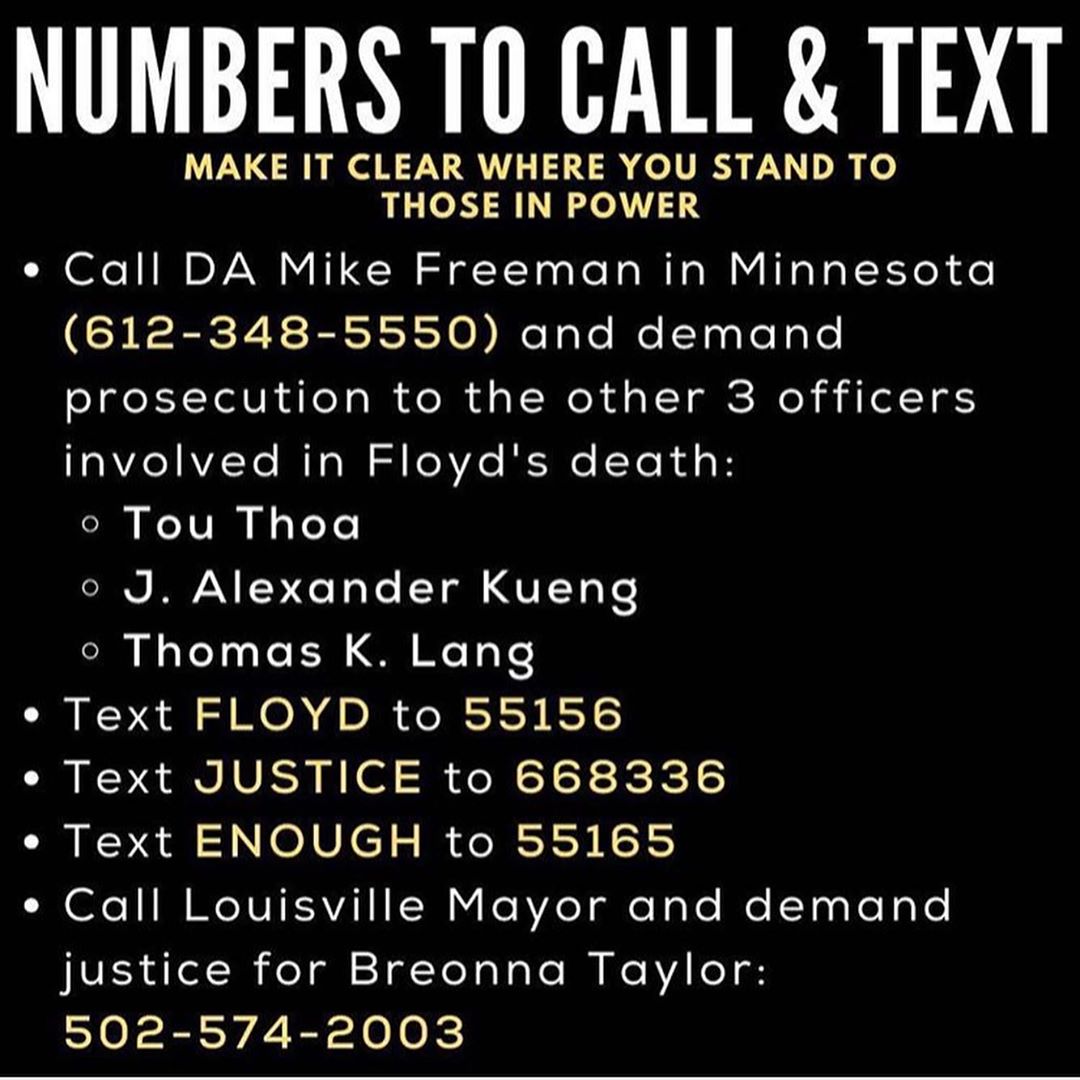 NUMBERS TO CALL & TEXT
MAKE IT CLEAR WHERE YOU STAND TO
THOSE IN POWER
• Call DA Mike Freeman in Minnesota
(612-348-5550) and demand
prosecution to the other 3 officers
involved in Floyd's death:
○ Tou Thoa
○ J. Alexander Kueng
○ Thomas K. Lang
• Text FLOYD to 55156
• Text JUSTICE to 668336
• Text ENOUGH to 55165
• Call Louisville Mayor and demand
justice for Breonna Taylor:
502-574-2003